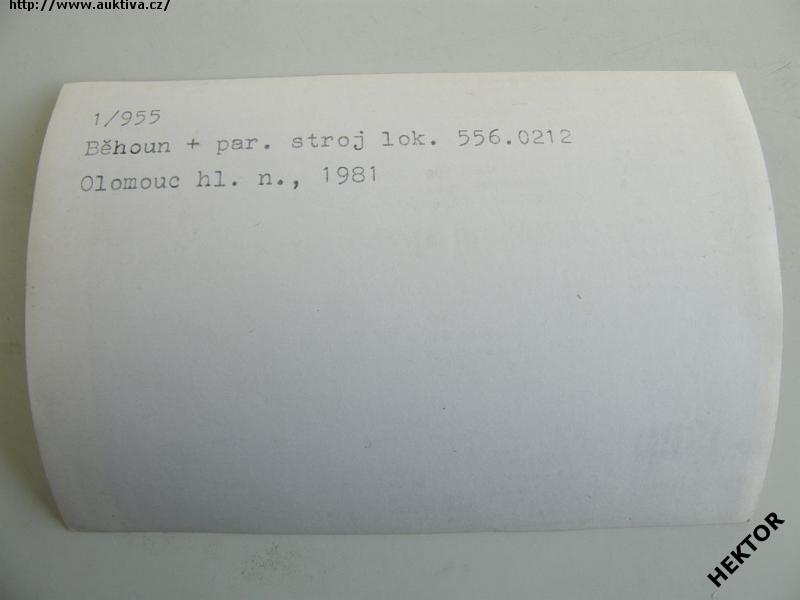 http://www.auktiva.cz/
1/955
Běhoun + par. stroj lok. 556.0212
Olomouc hl. n., 1981
HEKTOR